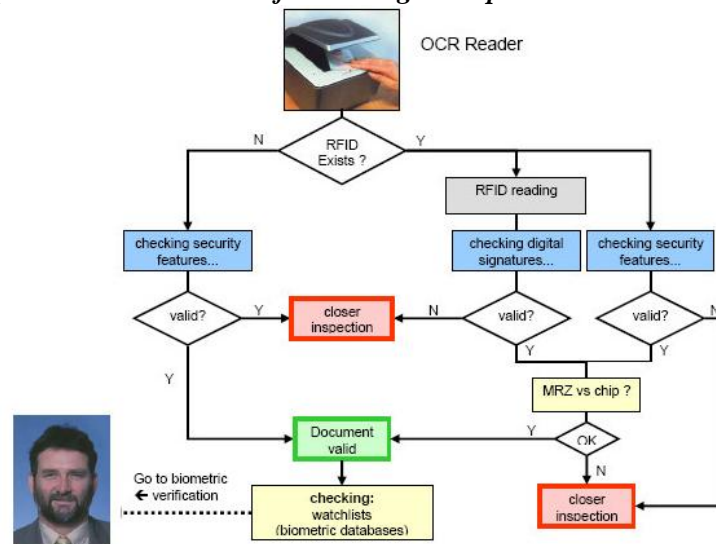 OCR Reader
N
RFID
Exists ?
Y
RFID reading
checking security
features...
checking digital
signatures...
checking security
features...
valid?
Y
closer
inspection
N
valid?
valid?
N
Y
Y
Y
MRZ vs chip ?
Document
valid
Y
OK
N
Go to biometric
← verification
checking:
watchlists
(biometric databases)
closer
inspection